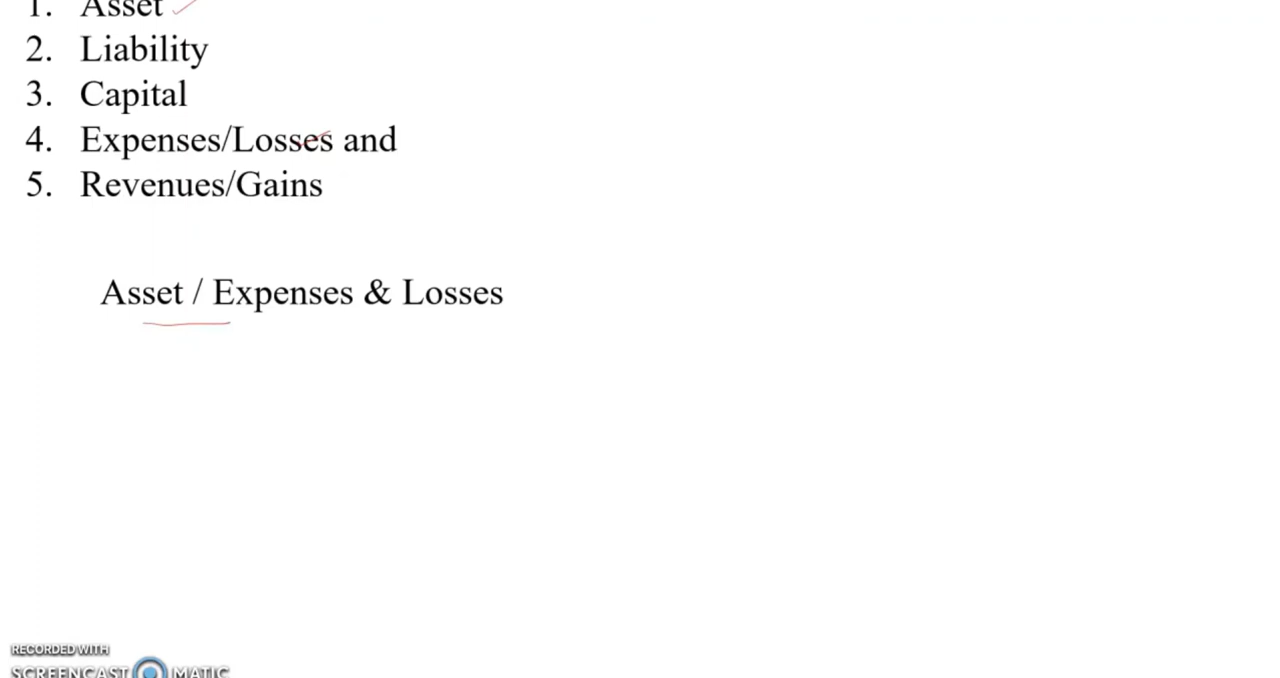 1. Asset
2. Liability
3. Capital
4. Expenses/Losses and
5. Revenues/Gains
Asset / Expenses & Losses
RECORDED WITH
SCREENCAST MATIC